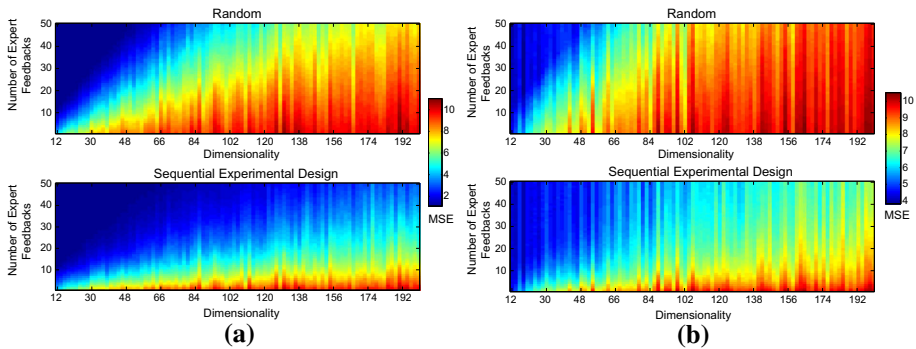 Random
Number of Expert
Feedbacks
50
40
30
20
10
12 30 48 66 84 102 120 138 156 174 192
Dimensionality
Sequential Experimental Design
Number of Expert
Feedbacks
50
40
30
20
10
12 30 48 66 84 102 120 138 156 174 192
Dimensionality
10
8
6
4
2
MSE
(a)
Random
Number of Expert
Feedbacks
50
40
30
20
10
12 30 48 66 84 102 120 138 156 174 192
Dimensionality
Sequential Experimental Design
Number of Expert
Feedbacks
50
40
30
20
10
12 30 48 66 84 102 120 138 156 174 192
Dimensionality
10
9
8
7
6
5
4
MSE
(b)